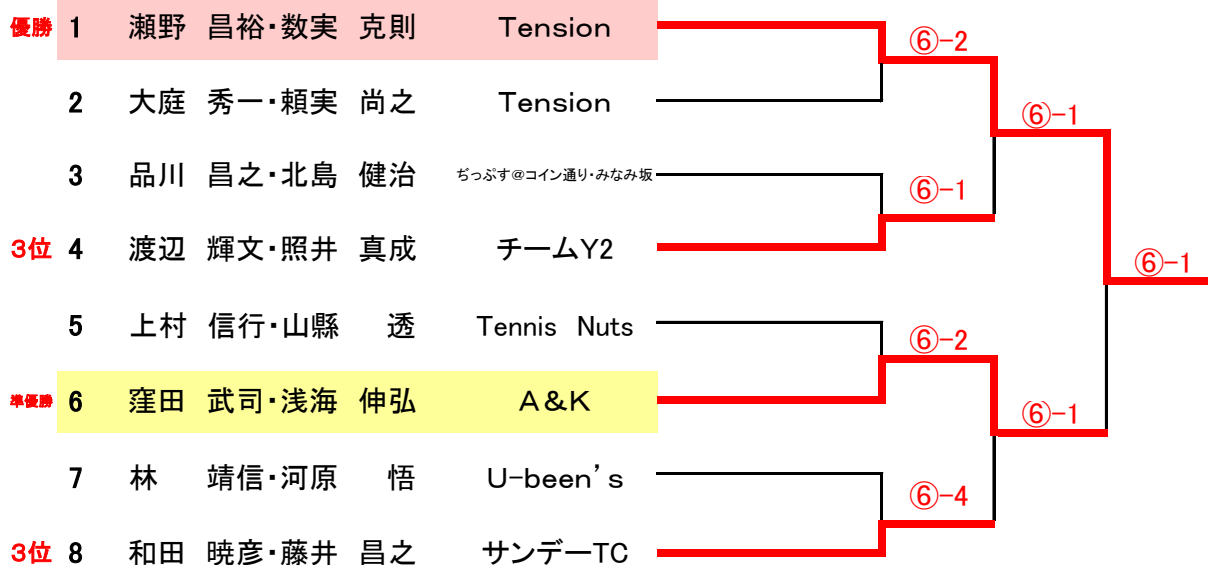 優勝 1 瀬野 昌裕・数実 克則 Tension
⑥-2
2 大庭 秀一・頼実 尚之 Tension
⑥-1
3 品川 昌之・北島 健治 ぢっぷす@コイン通り・みなみ坂
⑥-1
3位 4 渡辺 輝文・照井 真成 チームY2
⑥-1
5 上村 信行・山縣 透 Tennis Nuts
⑥-2
準優勝 6 窪田 武司・浅海 伸弘 A&K
⑥-1
7 林 靖信・河原 悟 U-been's
⑥-4
3位 8 和田 暁彦・藤井 昌之 サンデーTC